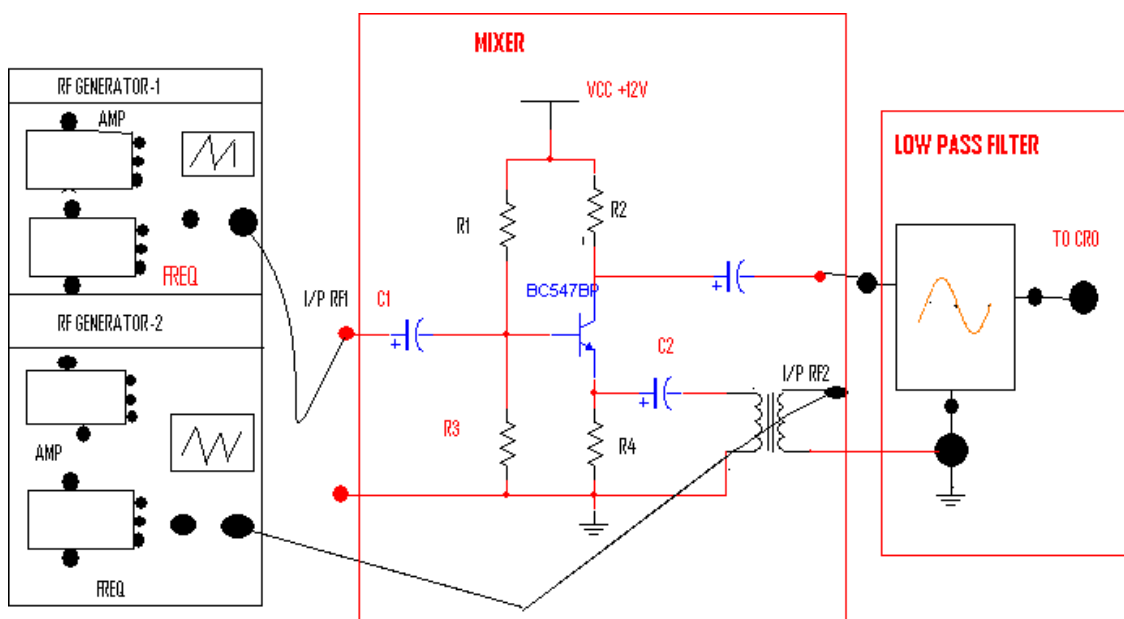 MIXER
RF GENERATOR-1
AMP
FREQ
RF GENERATOR-2
AMP
FREQ
VCC +12V
R1
R2
I/P RF1
C1
BC547BP
C2
I/P RF2
R3
R4
+
+
+
LOW PASS FILTER
TO CRO